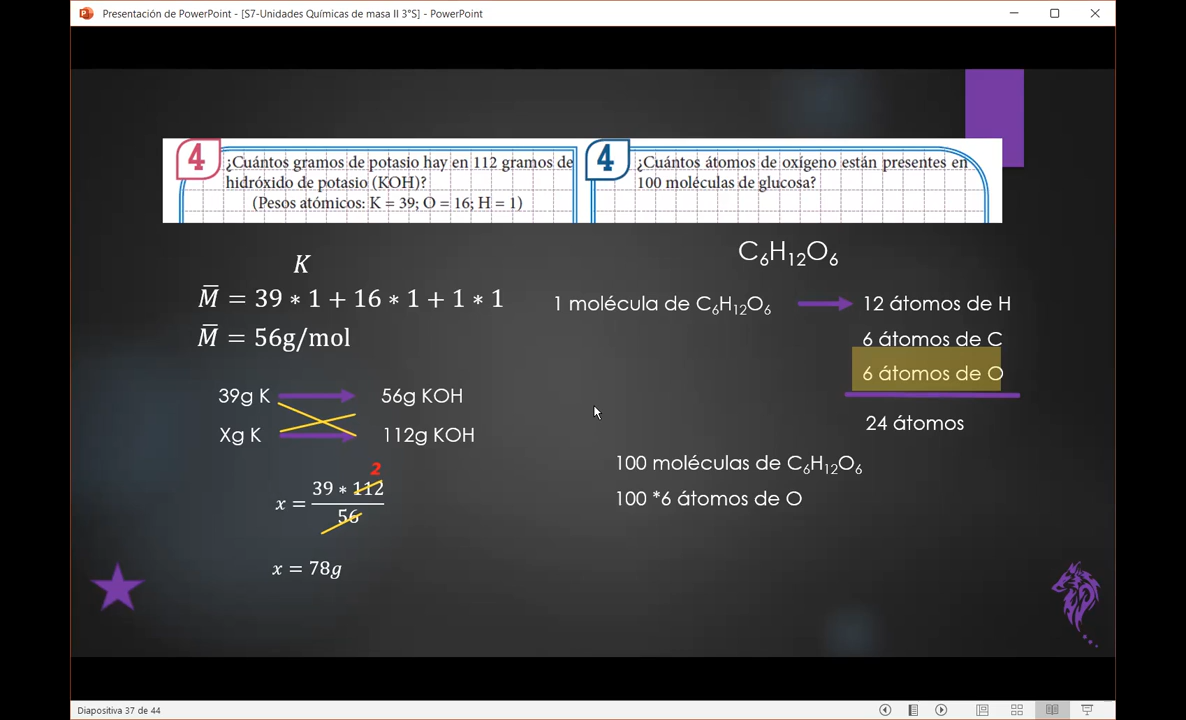 Presentación de PowerPoint - [S7-Unidades Químicas de masa II 3°S] - PowerPoint
4
¿Cuántos gramos de potasio hay en 112 gramos de
hidróxido de potasio (KOH)?
(Pesos atómicos: K = 39; O = 16; H = 1)
4
¿Cuántos átomos de oxígeno están presentes en
100 moléculas de glucosa?
K
M̅ = 39 ∗ 1 + 16 ∗ 1 + 1 ∗ 1
M̅ = 56g/mol
39g K 56g KOH
Xg K 112g KOH
2
x = 39 ∗ 112 / 56
x = 78g
C₆H₁₂O₆
1 molécula de C₆H₁₂O₆ 12 átomos de H
6 átomos de C
6 átomos de O
24 átomos
100 moléculas de C₆H₁₂O₆
100 *6 átomos de O
Diapositiva 37 de 44